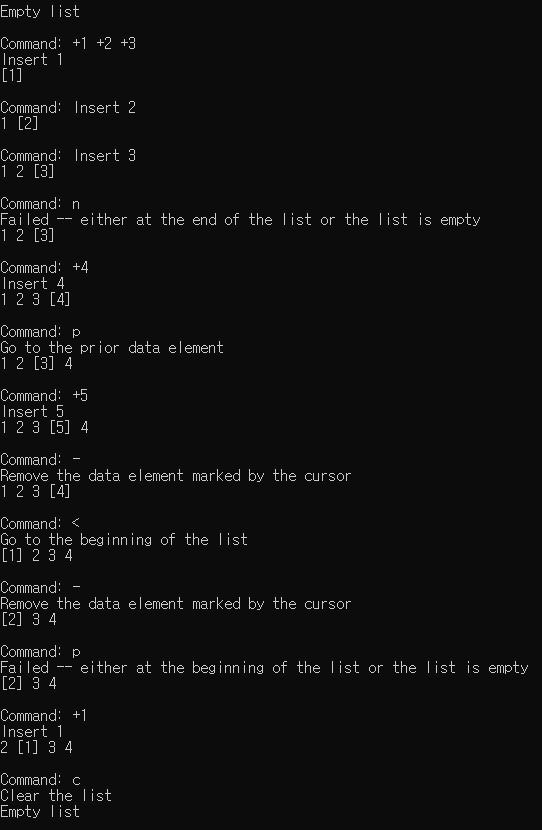 Empty list
Command: +1 +2 +3
Insert 1
[1]
Command: Insert 2
1 [2]
Command: Insert 3
1 2 [3]
Command: n
Failed -- either at the end of the list or the list is empty
1 2 [3]
Command: +4
Insert 4
1 2 3 [4]
Command: p
Go to the prior data element
1 2 [3] 4
Command: +5
Insert 5
1 2 3 [5] 4
Command: -
Remove the data element marked by the cursor
1 2 3 [4]
Command: <
Go to the beginning of the list
[1] 2 3 4
Command: -
Remove the data element marked by the cursor
[2] 3 4
Command: p
Failed -- either at the beginning of the list or the list is empty
[2] 3 4
Command: +1
Insert 1
2 [1] 3 4
Command: c
Clear the list
Empty list